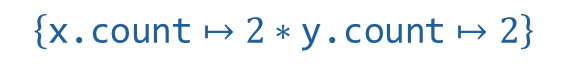 {x.count ↦ 2 ∗ y.count ↦ 2}